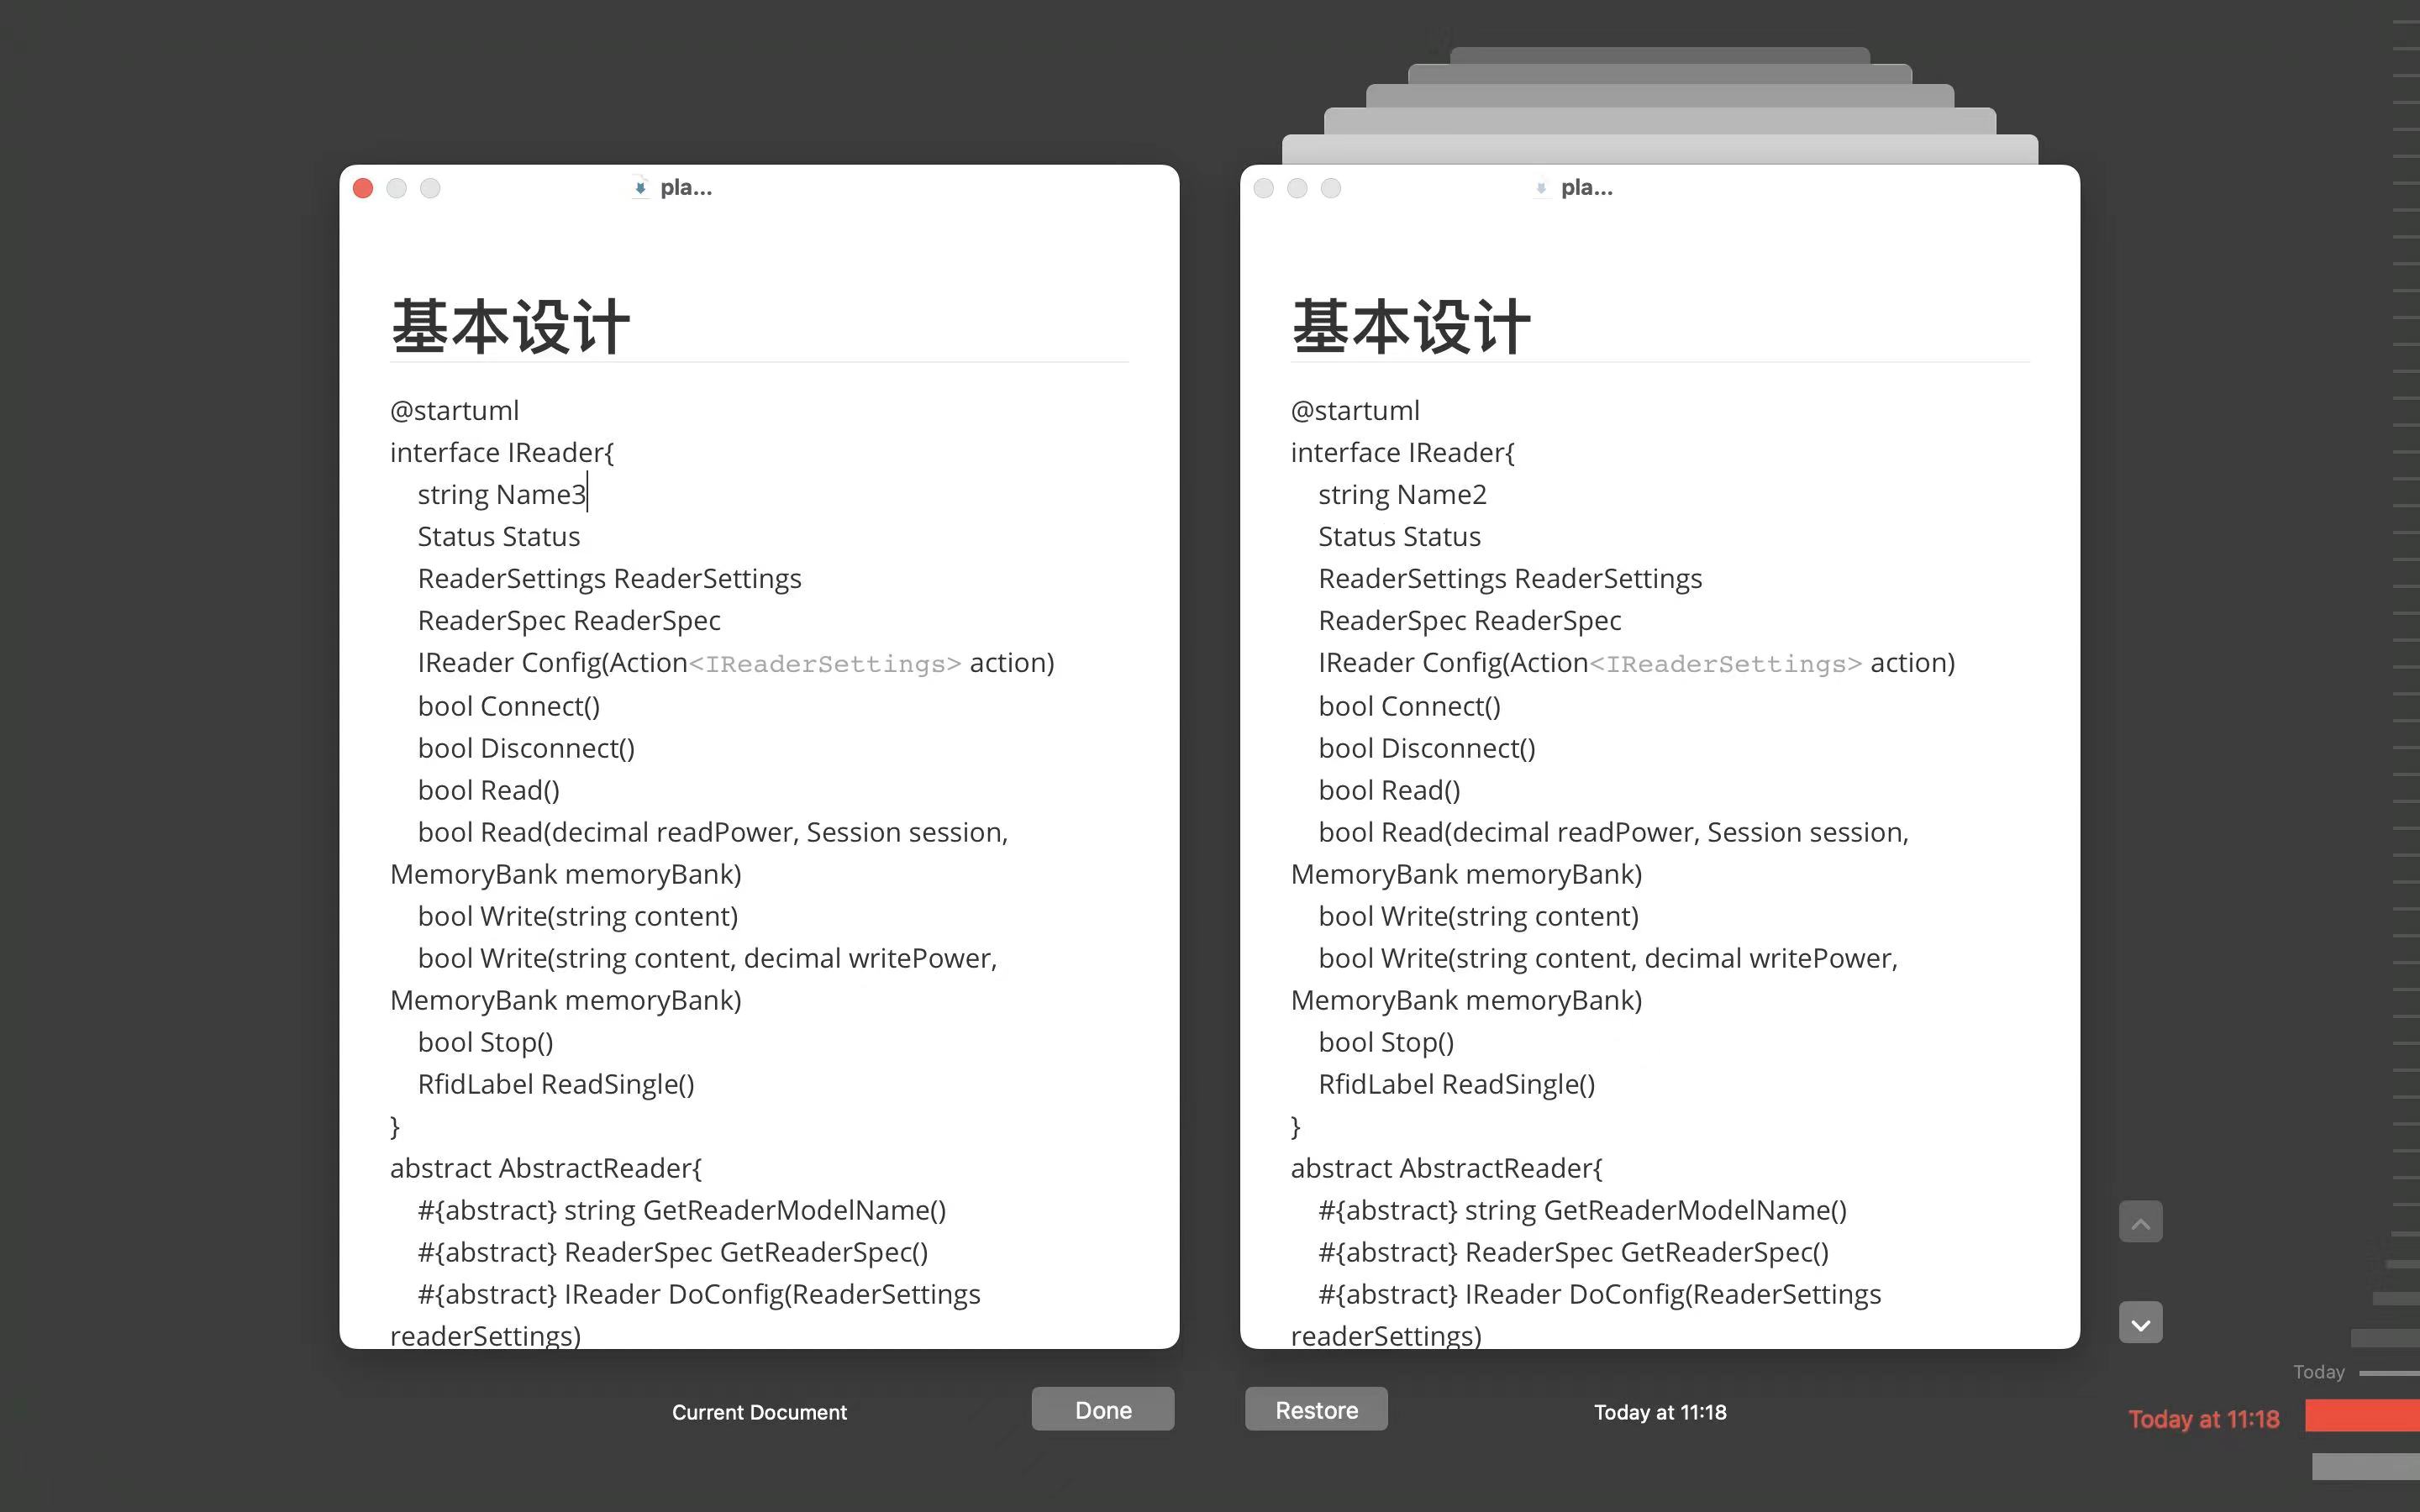 pla...
基本设计
@startuml
interface IReader{
string Name3
Status Status
ReaderSettings ReaderSettings
ReaderSpec ReaderSpec
IReader Config(Action<IReaderSettings> action)
bool Connect()
bool Disconnect()
bool Read()
bool Read(decimal readPower, Session session,
MemoryBank memoryBank)
bool Write(string content)
bool Write(string content, decimal writePower,
MemoryBank memoryBank)
bool Stop()
RfidLabel ReadSingle()
}
abstract AbstractReader{
#{abstract} string GetReaderModelName()
#{abstract} ReaderSpec GetReaderSpec()
#{abstract} IReader DoConfig(ReaderSettings
readerSettings)
Current Document
Done
pla...
基本设计
@startuml
interface IReader{
string Name2
Status Status
ReaderSettings ReaderSettings
ReaderSpec ReaderSpec
IReader Config(Action<IReaderSettings> action)
bool Connect()
bool Disconnect()
bool Read()
bool Read(decimal readPower, Session session,
MemoryBank memoryBank)
bool Write(string content)
bool Write(string content, decimal writePower,
MemoryBank memoryBank)
bool Stop()
RfidLabel ReadSingle()
}
abstract AbstractReader{
#{abstract} string GetReaderModelName()
#{abstract} ReaderSpec GetReaderSpec()
#{abstract} IReader DoConfig(ReaderSettings
readerSettings)
Restore
Today at 11:18
Today
Today at 11:18